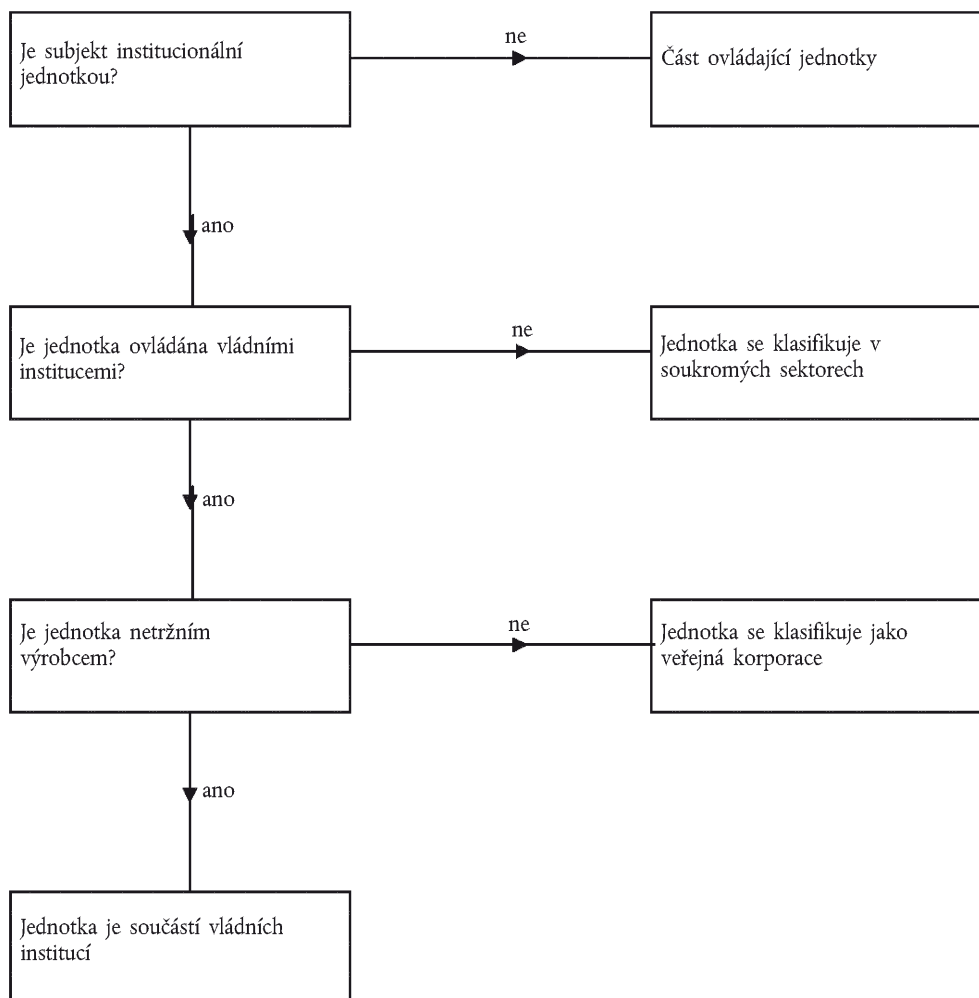 Je subjekt institucionální
jednotkou?
ne
Část ovládající jednotky
ano
Je jednotka ovládána vládními
institucemi?
ne
Jednotka se klasifikuje v
soukromých sektorech
ano
Je jednotka netržním
výrobcem?
ne
Jednotka se klasifikuje jako
veřejná korporace
ano
Jednotka je součástí vládních
institucí